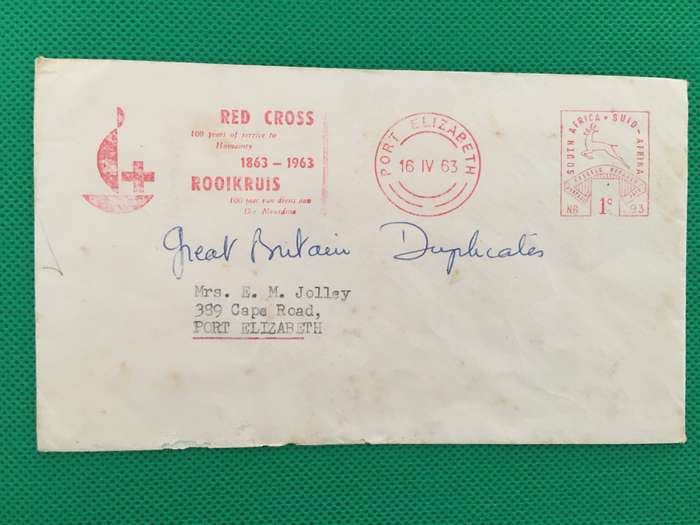 RED CROSS
100 years of service to
Humanity
1863 - 1963
ROOIKRUIS
100 jaar van diens aan
Die Mensdom
PORT ELIZABETH
16 IV 63
SOUTH AFRICA · SUID-AFRIKA
NR 1c 93
Great Britain Duplicates
Mrs. E. M. Jolley
389 Cape Road,
PORT ELIZABETH